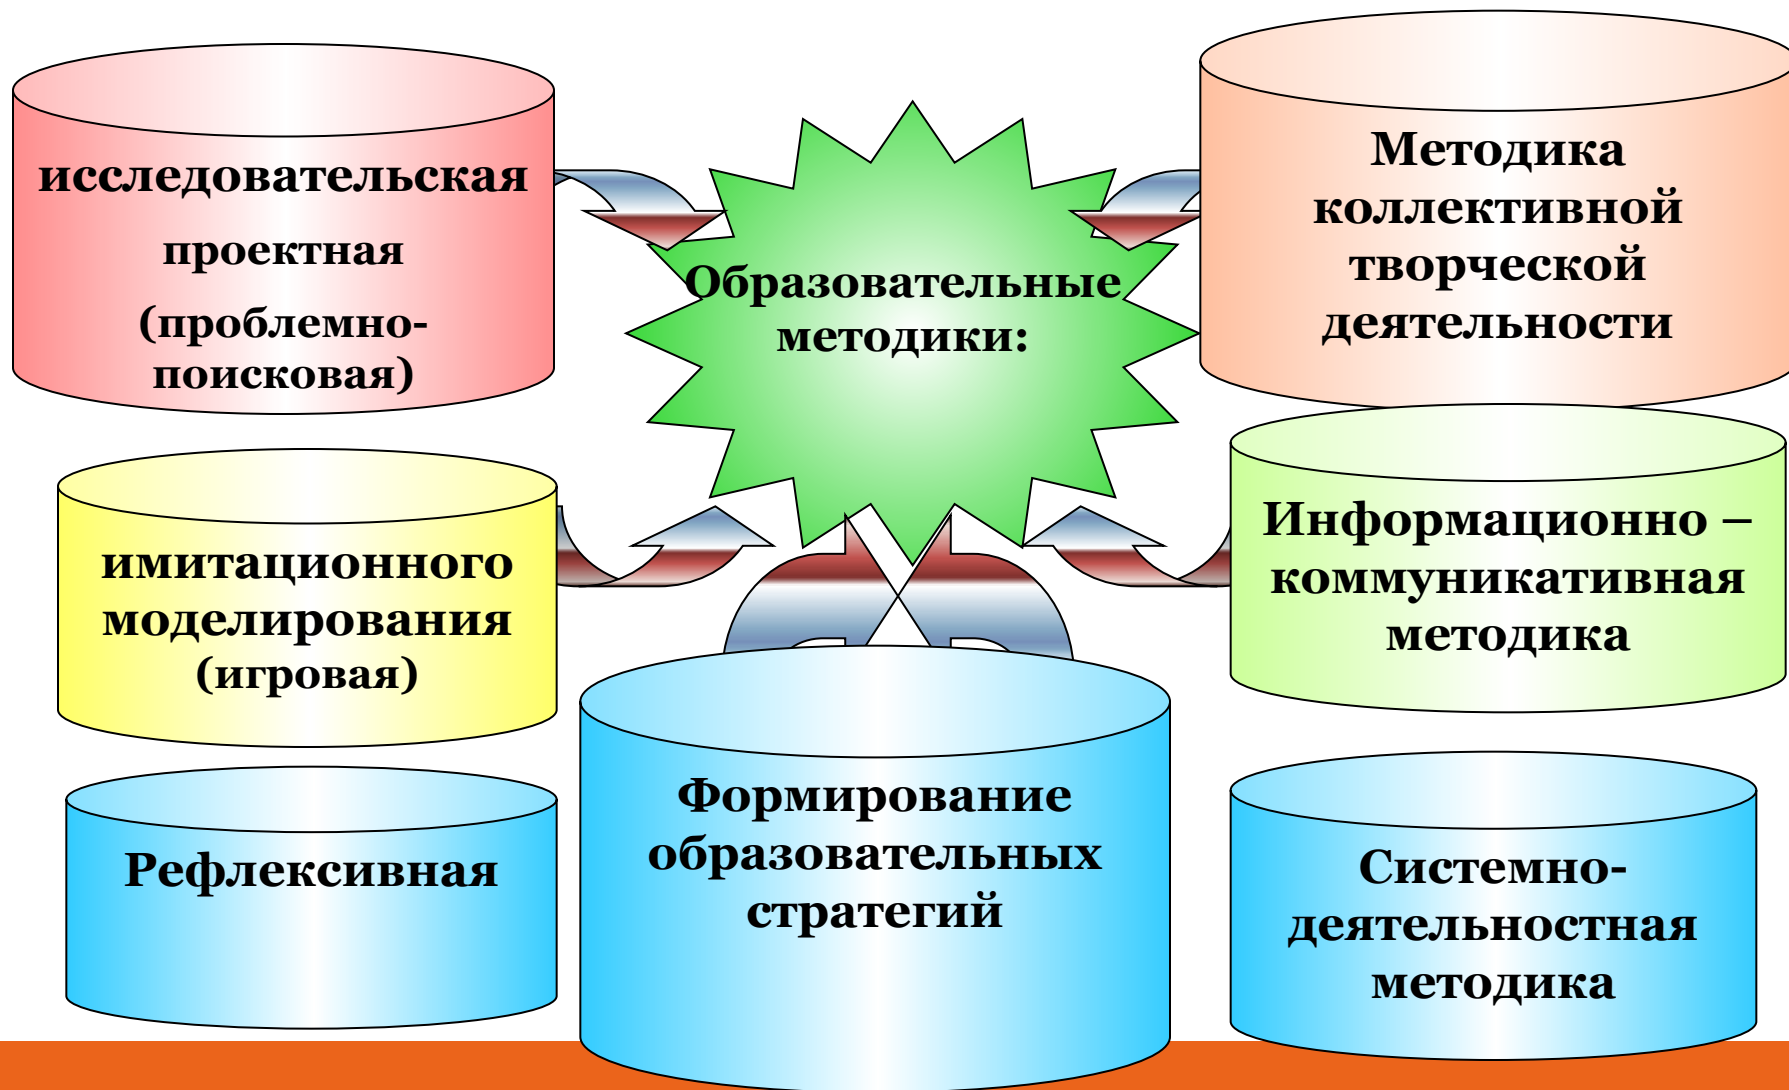 исследовательская
проектная
(проблемно-
поисковая)
Образовательные
методики:
Методика
коллективной
творческой
деятельности
имитационного
моделирования
(игровая)
Информационно –
коммуникативная
методика
Рефлексивная
Формирование
образовательных
стратегий
Системно-
деятельностная
методика